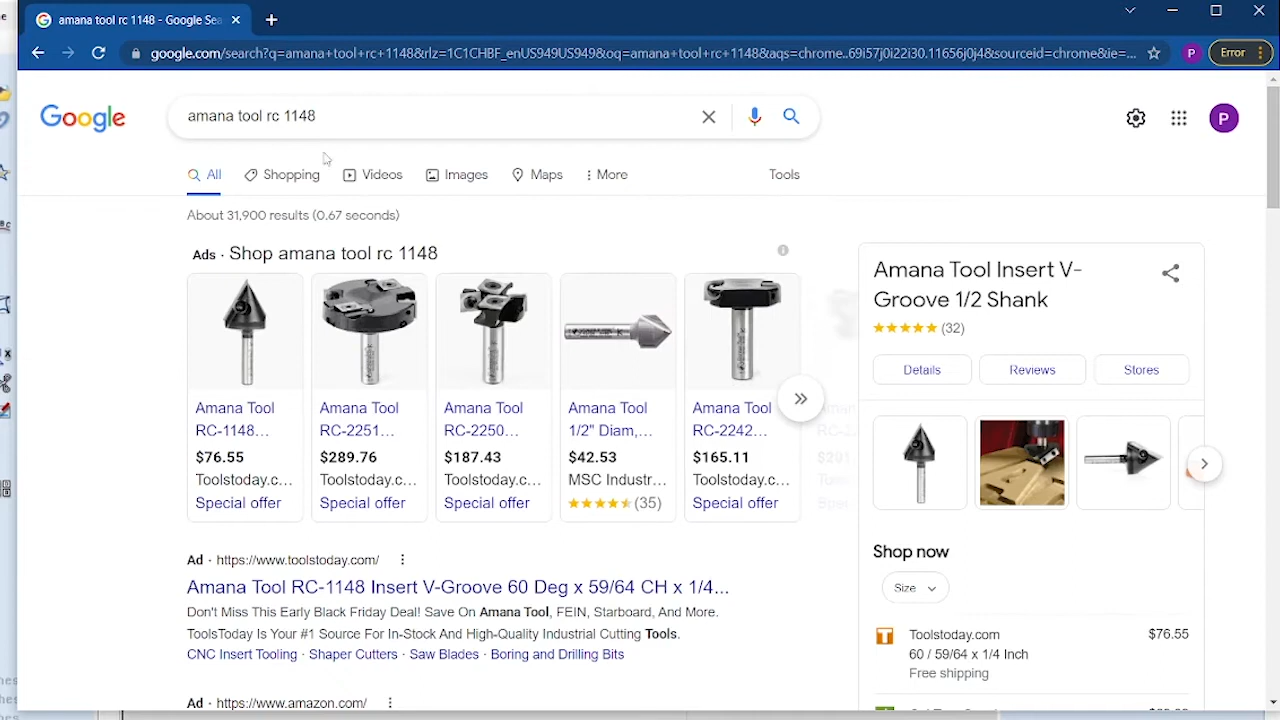 amana tool rc 1148 - Google Sea
google.com/search?q=amana+tool+rc+1148&rlz=1C1CHBF_enUS949US949&oq=amana+tool+rc+1148&aqs=chrome..69i57j0i22i30.11656j0j4&sourceid=chrome&ie=...
P
Error
Google
amana tool rc 1148
P
All
Shopping
Videos
Images
Maps
More
Tools
About 31,900 results (0.67 seconds)
Ads · Shop amana tool rc 1148
Amana Tool
RC-1148...
$76.55
Toolstoday.c...
Special offer
Amana Tool
RC-2251...
$289.76
Toolstoday.c...
Special offer
Amana Tool
RC-2250...
$187.43
Toolstoday.c...
Special offer
Amana Tool
1/2" Diam,...
$42.53
MSC Industr...
(35)
Amana Tool
RC-2242...
$165.11
Toolstoday.c...
Special offer
Ad · https://www.toolstoday.com/
Amana Tool RC-1148 Insert V-Groove 60 Deg x 59/64 CH x 1/4...
Don't Miss This Early Black Friday Deal! Save On Amana Tool, FEIN, Starboard, And More.
ToolsToday Is Your #1 Source For In-Stock And High-Quality Industrial Cutting Tools.
CNC Insert Tooling · Shaper Cutters · Saw Blades · Boring and Drilling Bits
Ad · https://www.amazon.com/
Amana Tool Insert V-
Groove 1/2 Shank
(32)
Details
Reviews
Stores
Shop now
Size
Toolstoday.com
$76.55
60 / 59/64 x 1/4 Inch
Free shipping